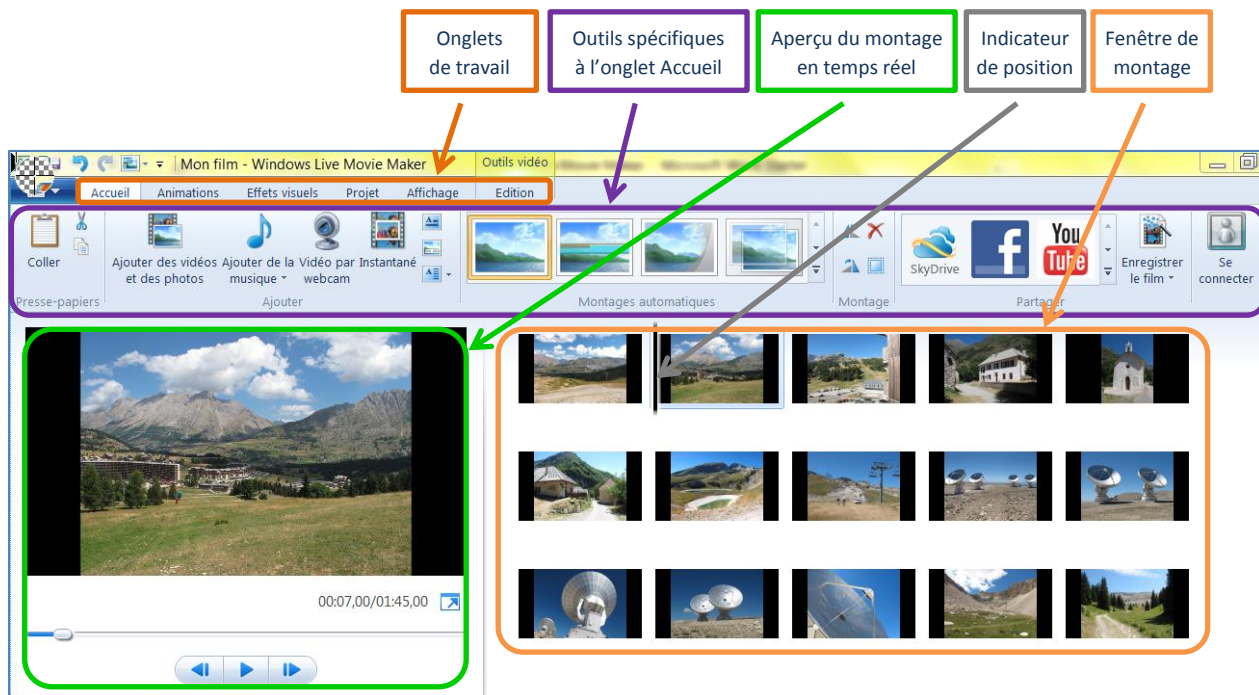 Onglets
de travail
Outils spécifiques
à l'onglet Accueil
Aperçu du montage
en temps réel
Indicateur
de position
Fenêtre de
montage
Mon film - Windows Live Movie Maker
Outils vidéo
Accueil Animations Effets visuels Projet Affichage Edition
Coller
Presse-papiers
Ajouter des vidéos
et des photos
Ajouter de la
musique
Vidéo par
webcam
Instantané
Ajouter
Montages automatiques
Montage
SkyDrive
f
You
Tube
Partager
Enregistrer
le film
Se
connecter
00:07,00/01:45,00